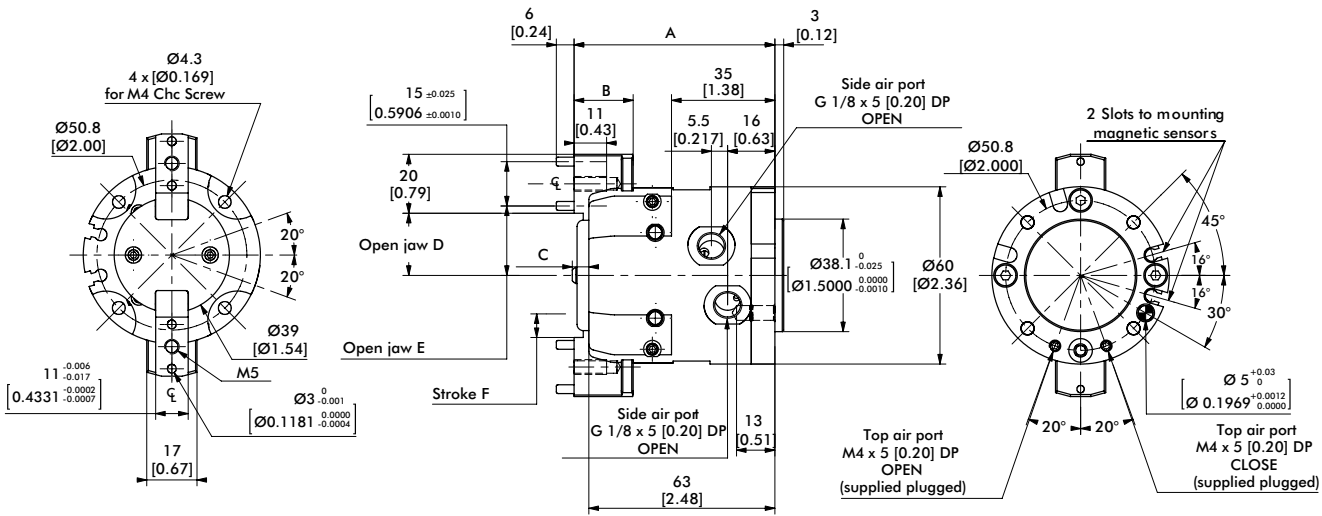 Ø4.3
4 x [Ø0.169]
for M4 Chc Screw
Ø50.8
[Ø2.00]
20°
20°
Ø39
[Ø1.54]
M5
11 -0.006 -0.017
[0.4331 -0.0002 -0.0007]
℄
Ø3 0 -0.001
[Ø0.1181 0.0000 -0.0004]
17
[0.67]
6
[0.24]
A
3
[0.12]
15 ±0.025
[0.5906 ±0.0010]
B
35
[1.38]
11
[0.43]
5.5
[0.217]
16
[0.63]
Side air port
G 1/8 x 5 [0.20] DP
OPEN
20
[0.79]
℄
Open jaw D
C
Ø38.1 0 -0.025
[Ø1.5000 0.0000 -0.0010]
Ø60
[Ø2.36]
Open jaw E
Stroke F
Side air port
G 1/8 x 5 [0.20] DP
OPEN
13
[0.51]
63
[2.48]
2 Slots to mounting
magnetic sensors
Ø50.8
[Ø2.000]
45°
16°
16°
30°
Ø 5 +0.03 0
[Ø 0.1969 +0.0012 0.0000]
20°
20°
Top air port
M4 x 5 [0.20] DP
OPEN
(supplied plugged)
Top air port
M4 x 5 [0.20] DP
CLOSE
(supplied plugged)